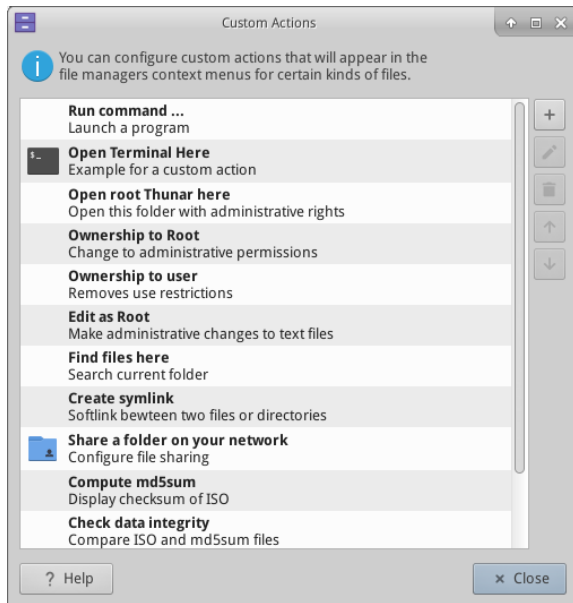 Custom Actions
You can configure custom actions that will appear in the
file managers context menus for certain kinds of files.
Run command ...
Launch a program
$_
Open Terminal Here
Example for a custom action
Open root Thunar here
Open this folder with administrative rights
Ownership to Root
Change to administrative permissions
Ownership to user
Removes use restrictions
Edit as Root
Make administrative changes to text files
Find files here
Search current folder
Create symlink
Softlink bewteen two files or directories
Share a folder on your network
Configure file sharing
Compute md5sum
Display checksum of ISO
Check data integrity
Compare ISO and md5sum files
? Help
× Close